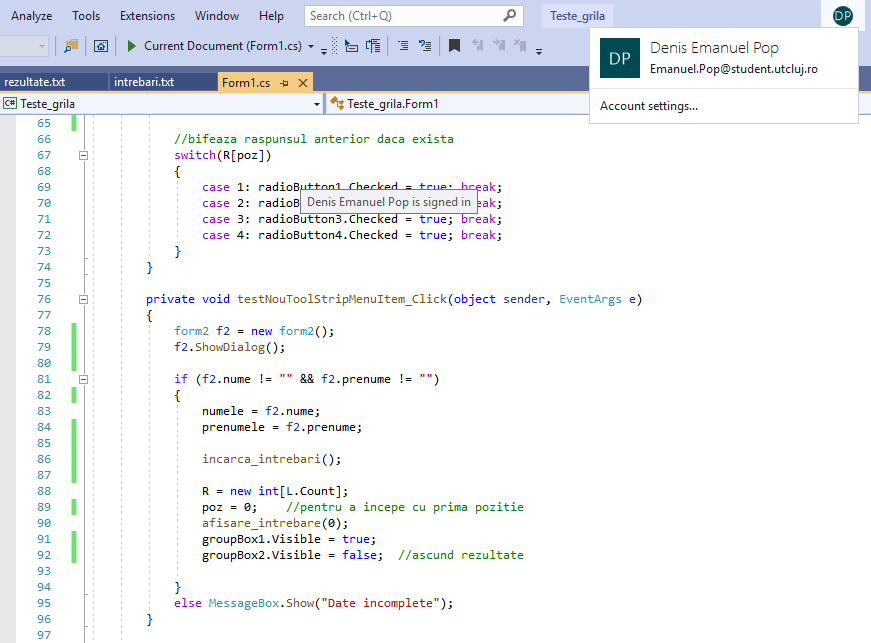 Analyze Tools Extensions Window Help Search (Ctrl+Q) Teste_grila DP
Current Document (Form1.cs)
DP Denis Emanuel Pop
Emanuel.Pop@student.utcluj.ro
Account settings...
rezultate.txt intrebari.txt Form1.cs
C# Teste_grila Teste_grila.Form1
65
66 //bifeaza raspunsul anterior daca exista
67 switch(R[poz])
68 {
69 case 1: radioButton1.Checked = true; break;
Denis Emanuel Pop is signed in
70 case 2: radioB eak;
71 case 3: radioButton3.Checked = true; break;
72 case 4: radioButton4.Checked = true; break;
73 }
74 }
75
76 private void testNouToolStripMenuItem_Click(object sender, EventArgs e)
77 {
78 form2 f2 = new form2();
79 f2.ShowDialog();
80
81 if (f2.nume != "" && f2.prenume != "")
82 {
83 numele = f2.nume;
84 prenumele = f2.prenume;
85
86 incarca_intrebari();
87
88 R = new int[L.Count];
89 poz = 0; //pentru a incepe cu prima pozitie
90 afisare_intrebare(0);
91 groupBox1.Visible = true;
92 groupBox2.Visible = false; //ascund rezultate
93
94 }
95 else MessageBox.Show("Date incomplete");
96 }
97